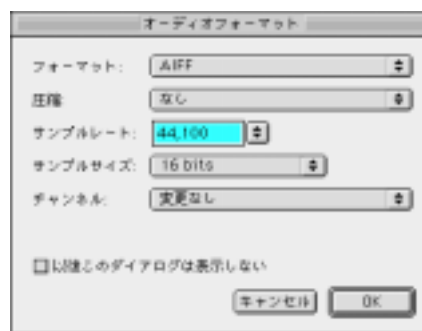 オーディオフォーマット
フォーマット: AIFF
圧縮 なし
サンプルレート: 44,100
サンプルサイズ: 16 bits
チャンネル: 変更なし
以後このダイアログは表示しない
キャンセル OK